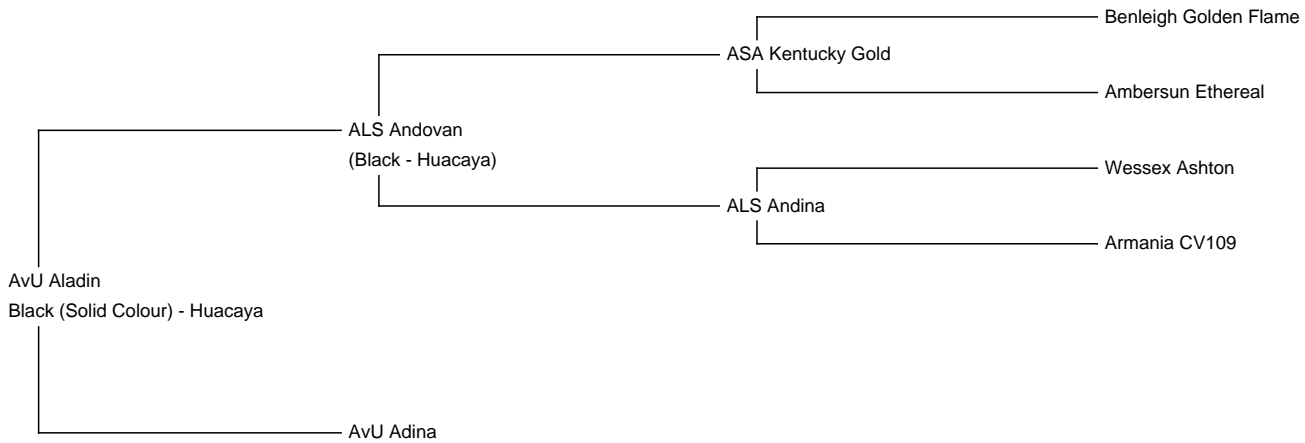 Benleigh Golden Flame
ASA Kentucky Gold
Ambersun Ethereal
ALS Andovan
(Black - Huacaya)
Wessex Ashton
ALS Andina
Armania CV109
AvU Aladin
Black (Solid Colour) - Huacaya
AvU Adina